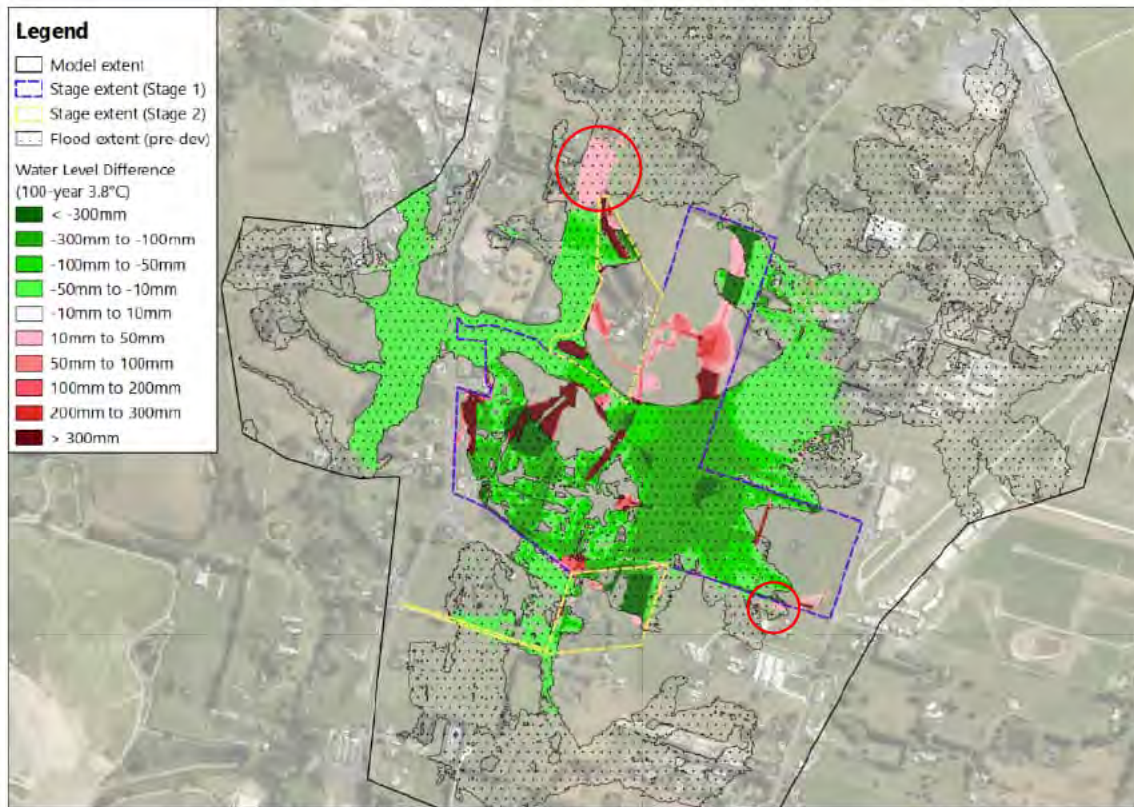 Legend
Model extent
Stage extent (Stage 1)
Stage extent (Stage 2)
Flood extent (pre-dev)
Water Level Difference
(100-year 3.8°C)
< -300mm
-300mm to -100mm
-100mm to -50mm
-50mm to -10mm
-10mm to 10mm
10mm to 50mm
50mm to 100mm
100mm to 200mm
200mm to 300mm
> 300mm